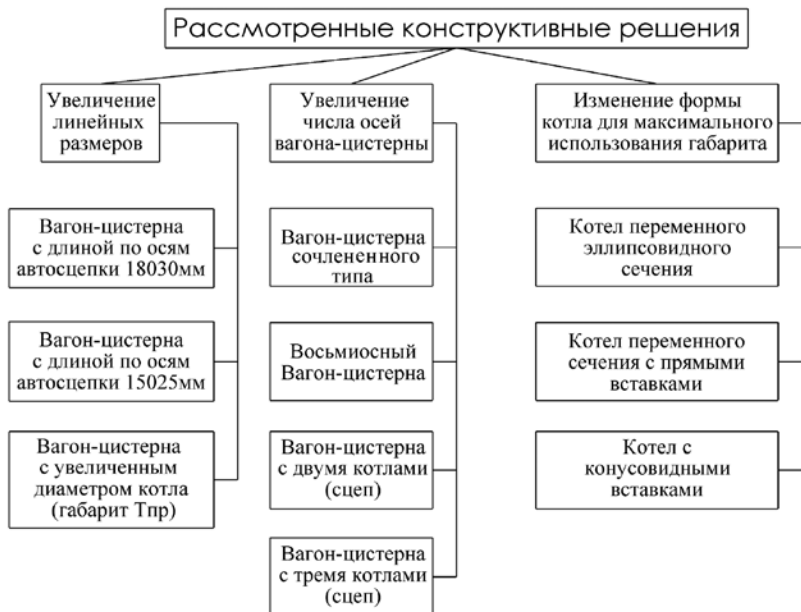 Рассмотренные конструктивные решения
Увеличение
линейных
размеров
Вагон-цистерна
с длиной по осям
автосцепки 18030мм
Вагон-цистерна
с длиной по осям
автосцепки 15025мм
Вагон-цистерна
с увеличенным
диаметром котла
(габарит Тпр)
Увеличение
числа осей
вагона-цистерны
Вагон-цистерна
сочлененного
типа
Восьмиосный
Вагон-цистерна
Вагон-цистерна
с двумя котлами
(сцеп)
Вагон-цистерна
с тремя котлами
(сцеп)
Изменение формы
котла для максимального
использования габарита
Котел переменного
эллипсовидного
сечения
Котел переменного
сечения с прямыми
вставками
Котел с
конусовидными
вставками